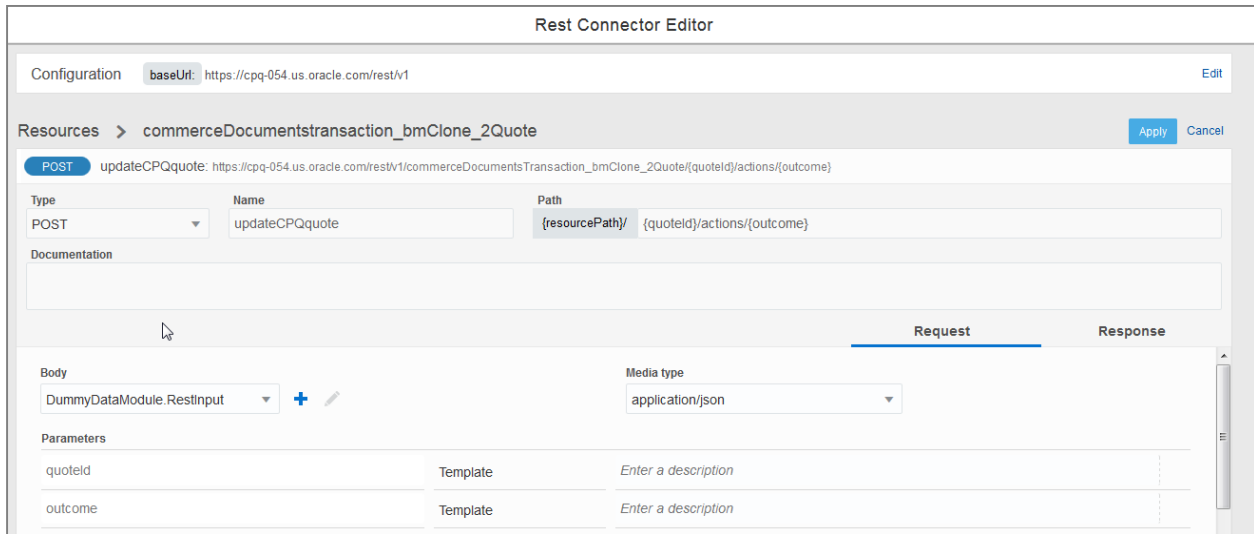 Rest Connector Editor
Configuration baseUrl: https://cpq-054.us.oracle.com/rest/v1 Edit
Resources > commerceDocumentstransaction_bmClone_2Quote Apply Cancel
POST updateCPQquote: https://cpq-054.us.oracle.com/rest/v1/commerceDocumentsTransaction_bmClone_2Quote/{quoteId}/actions/{outcome}
Type Name Path
POST updateCPQquote {resourcePath}/ {quoteId}/actions/{outcome}
Documentation
Request Response
Body Media type
DummyDataModule.RestInput application/json
Parameters
quoteId Template Enter a description
outcome Template Enter a description